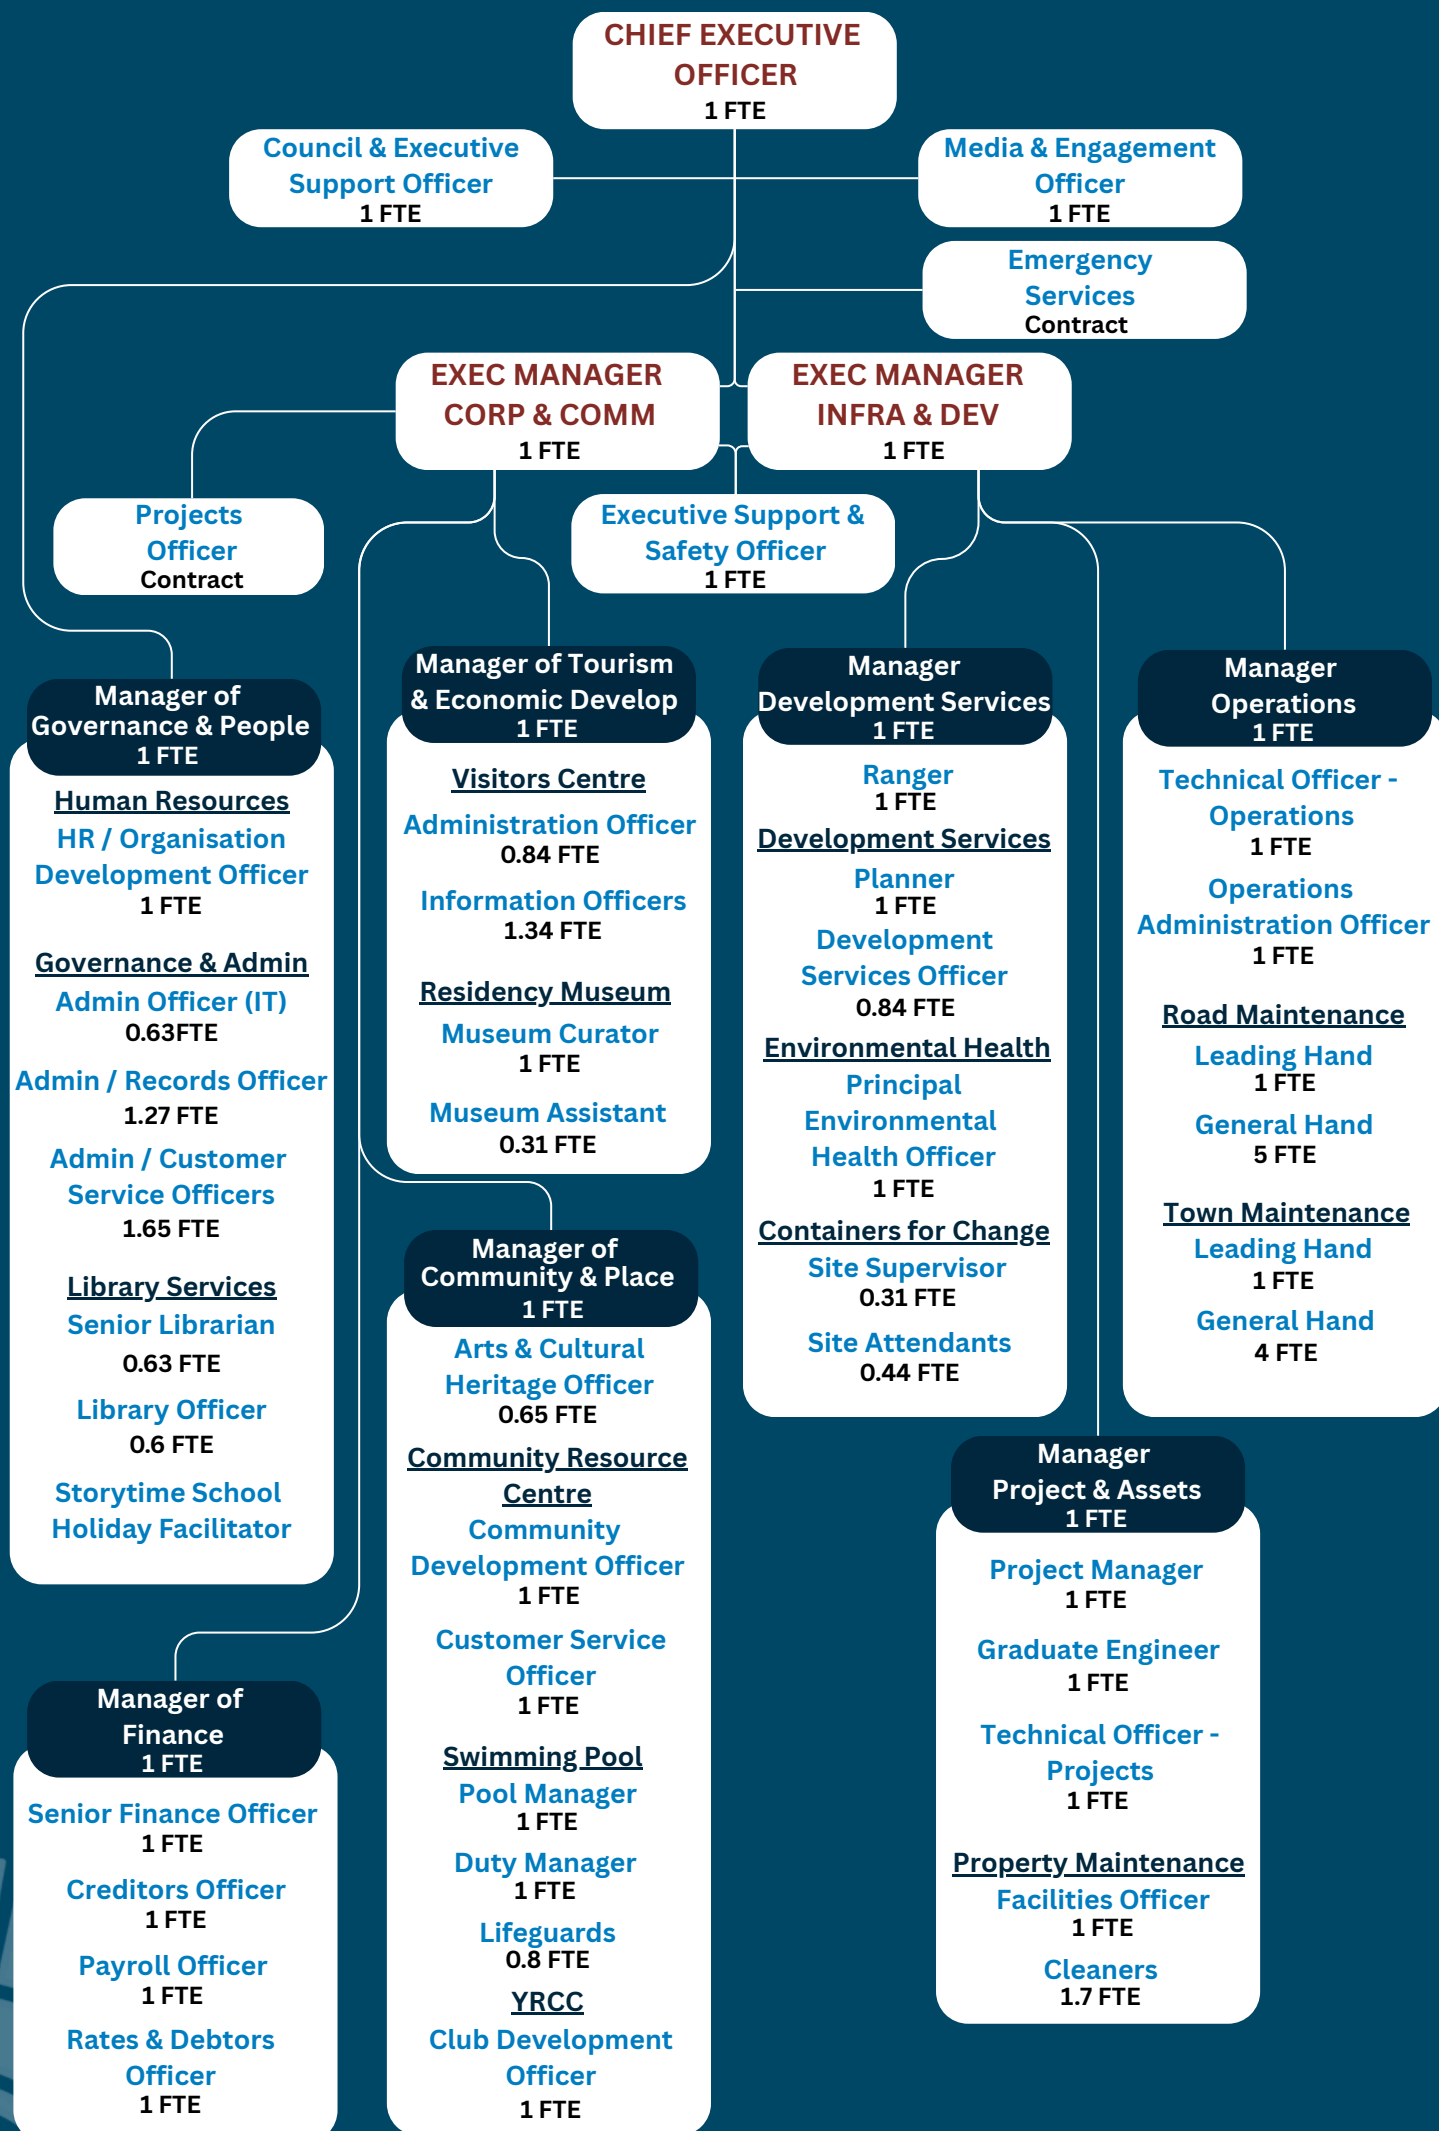 CHIEF EXECUTIVE
OFFICER
1 FTE
Council & Executive
Support Officer
1 FTE
Media & Engagement
Officer
1 FTE
Emergency
Services
Contract
EXEC MANAGER
CORP & COMM
1 FTE
EXEC MANAGER
INFRA & DEV
1 FTE
Projects
Officer
Contract
Executive Support &
Safety Officer
1 FTE
Manager of
Governance & People
1 FTE
Human Resources
HR / Organisation
Development Officer
1 FTE
Governance & Admin
Admin Officer (IT)
0.63FTE
Admin / Records Officer
1.27 FTE
Admin / Customer
Service Officers
1.65 FTE
Library Services
Senior Librarian
0.63 FTE
Library Officer
0.6 FTE
Storytime School
Holiday Facilitator
Manager of
Finance
1 FTE
Senior Finance Officer
1 FTE
Creditors Officer
1 FTE
Payroll Officer
1 FTE
Rates & Debtors
Officer
1 FTE
Manager of Tourism
& Economic Develop
1 FTE
Visitors Centre
Administration Officer
0.84 FTE
Information Officers
1.34 FTE
Residency Museum
Museum Curator
1 FTE
Museum Assistant
0.31 FTE
Manager of
Community & Place
1 FTE
Arts & Cultural
Heritage Officer
0.65 FTE
Community Resource
Centre
Community
Development Officer
1 FTE
Customer Service
Officer
1 FTE
Swimming Pool
Pool Manager
1 FTE
Duty Manager
1 FTE
Lifeguards
0.8 FTE
YRCC
Club Development
Officer
1 FTE
Manager
Development Services
1 FTE
Ranger
1 FTE
Development Services
Planner
1 FTE
Development
Services Officer
0.84 FTE
Environmental Health
Principal
Environmental
Health Officer
1 FTE
Containers for Change
Site Supervisor
0.31 FTE
Site Attendants
0.44 FTE
Manager
Operations
1 FTE
Technical Officer -
Operations
1 FTE
Operations
Administration Officer
1 FTE
Road Maintenance
Leading Hand
1 FTE
General Hand
5 FTE
Town Maintenance
Leading Hand
1 FTE
General Hand
4 FTE
Manager
Project & Assets
1 FTE
Project Manager
1 FTE
Graduate Engineer
1 FTE
Technical Officer -
Projects
1 FTE
Property Maintenance
Facilities Officer
1 FTE
Cleaners
1.7 FTE